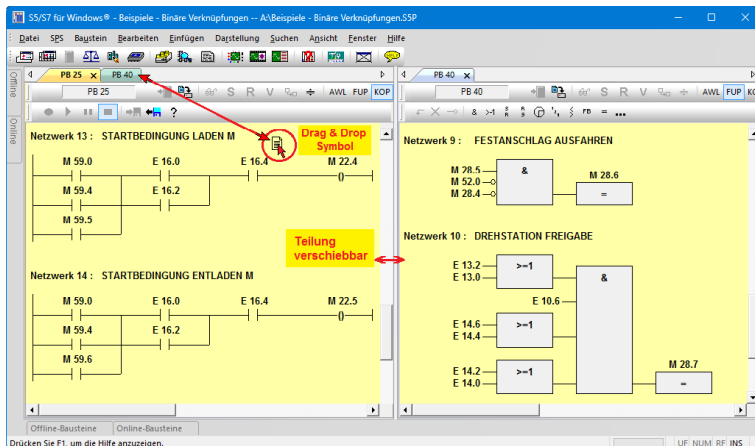 S5/S7 für Windows® - Beispiele - Binäre Verknüpfungen -- A:\Beispiele - Binäre Verknüpfungen.S5P
Datei SPS Baustein Bearbeiten Einfügen Darstellung Suchen Ansicht Fenster Hilfe
Offline
Online
PB 25 x PB 40
PB 25 S R V AWL FUP KOP
?
Netzwerk 13 : STARTBEDINGUNG LADEN M
Drag & Drop
Symbol
M 59.0 E 16.0 E 16.4 M 22.4
()
M 59.4 E 16.2
M 59.5
Teilung
verschiebbar
Netzwerk 14 : STARTBEDINGUNG ENTLADEN M
M 59.0 E 16.0 E 16.4 M 22.5
()
M 59.4 E 16.2
M 59.6
PB 40 x
PB 40 S R V AWL FUP KO
& >-1 FB = ...
Netzwerk 9 : FESTANSCHLAG AUSFAHREN
M 28.5 &
M 52.0 M 28.6
M 28.4 =
Netzwerk 10 : DREHSTATION FREIGABE
E 13.2 >=1
E 13.0 &
E 10.6
E 14.6 >=1
E 14.4
E 14.2 >=1 M 28.7
E 14.0 =
Offline-Bausteine Online-Bausteine
Drücken Sie F1, um die Hilfe anzuzeigen. UF NUM RF INS